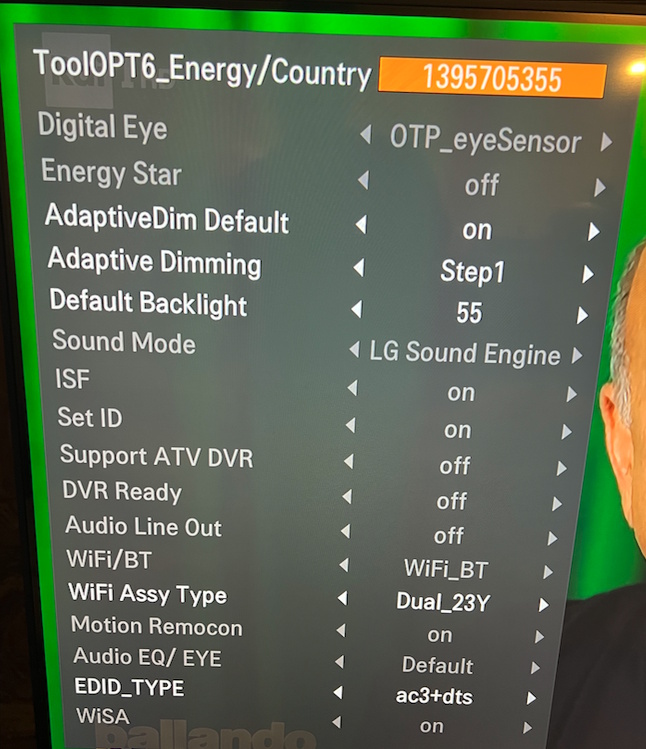 ToolOPT6_Energy/Country 1395705355
Digital Eye OTP_eyeSensor
Energy Star off
AdaptiveDim Default on
Adaptive Dimming Step1
Default Backlight 55
Sound Mode LG Sound Engine
ISF on
Set ID on
Support ATV DVR off
DVR Ready off
Audio Line Out off
WiFi/BT WiFi_BT
WiFi Assy Type Dual_23Y
Motion Remocon on
Audio EQ/ EYE Default
EDID_TYPE ac3+dts
WiSA on
pallando